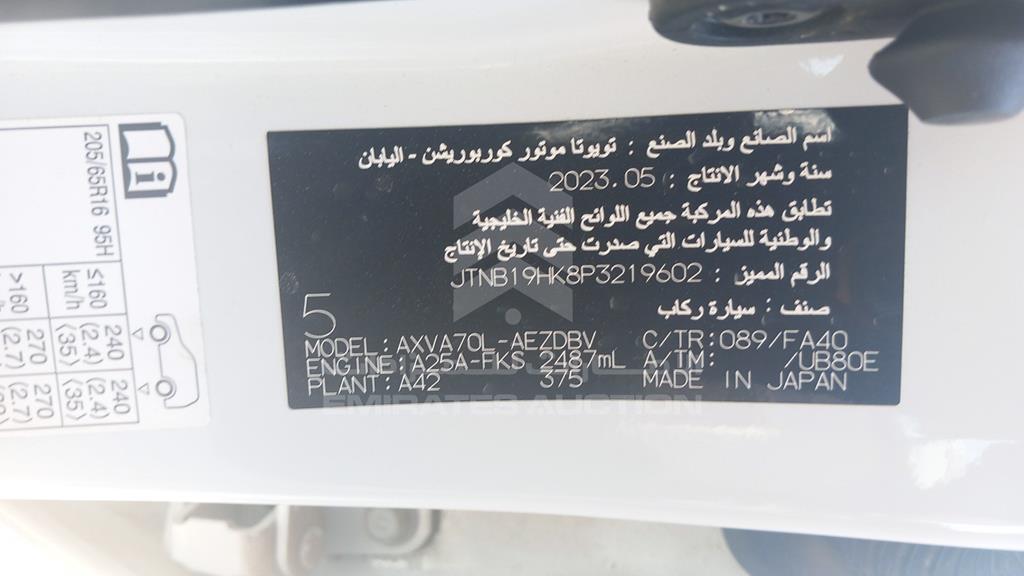 اسم الصانع وبلد الصنع : تويوتا موتور كوربوريشن - اليابان
سنة وشهر الانتاج : 2023.05
تطابق هذه المركبة جميع اللوائح الفنية الخليجية
والوطنية للسيارات التي صدرت حتى تاريخ الإنتاج
الرقم المميز : JTNB19HK8P3219602
صنف : سيارة ركاب
5
MODEL:AXVA70L-AEZDBV C/TR:089/FA40
ENGINE:A25A-FKS 2487mL A/TM: /UB80E
PLANT:A42 375 MADE IN JAPAN
EMIRATES AUCTION
205/65R16 95H
≤160 km/h 240 (2.4) ⟨35⟩ 240 (2.4) ⟨35⟩
>160 270 (2.7) 270 (2.7)